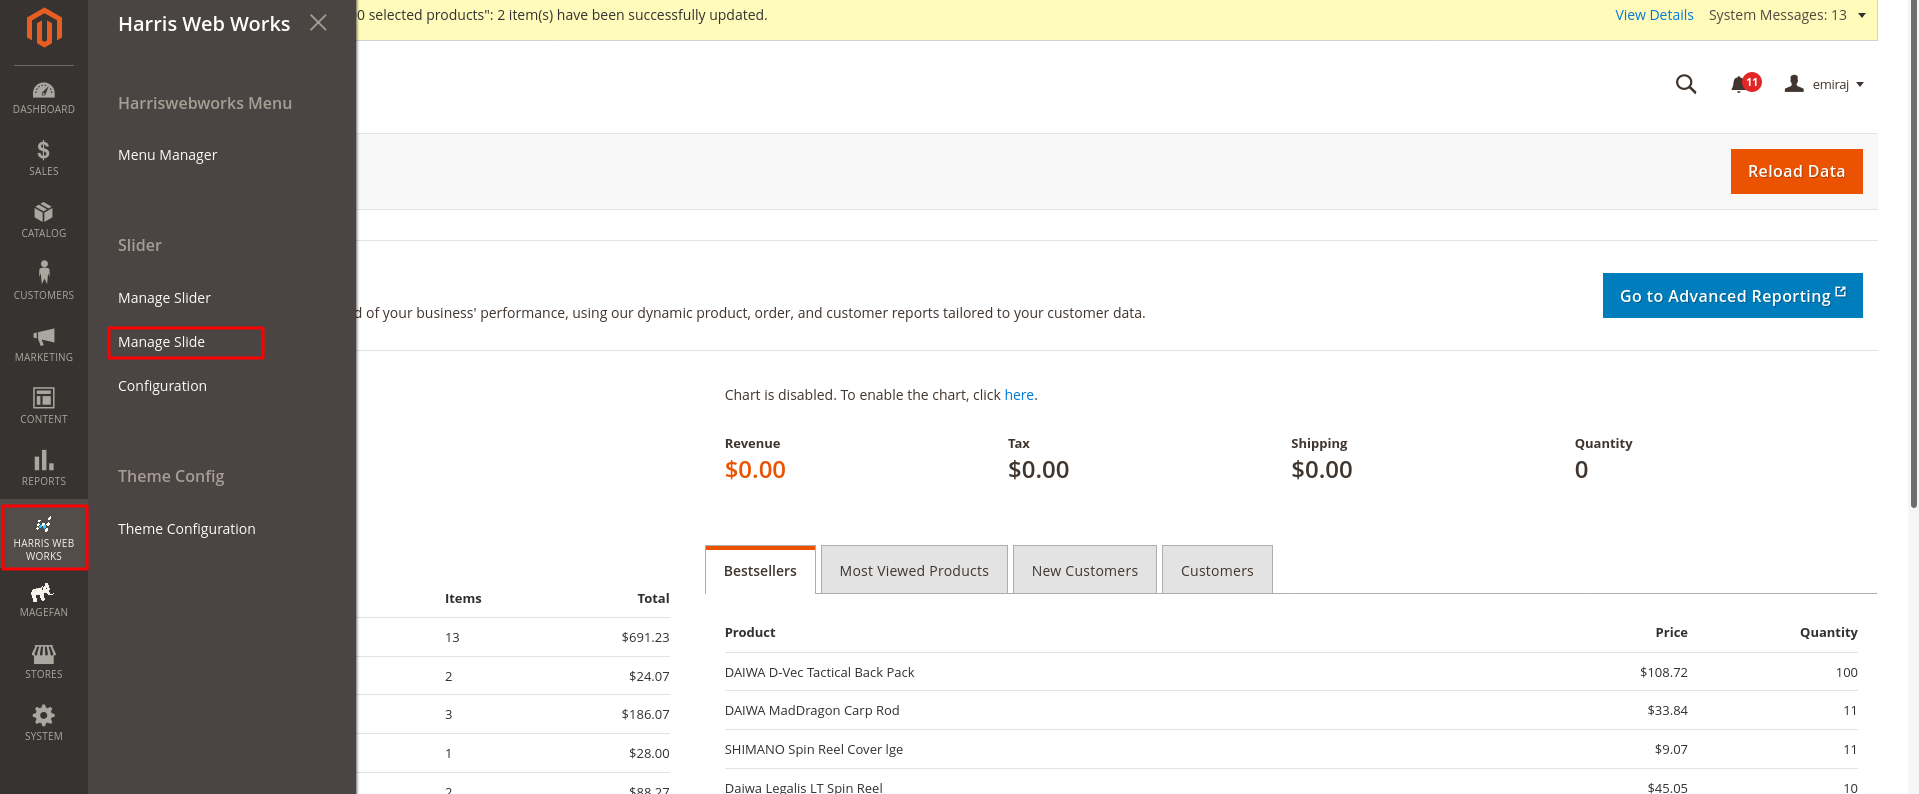 DASHBOARD
SALES
CATALOG
CUSTOMERS
MARKETING
CONTENT
REPORTS
HARRIS WEB
WORKS
MAGEFAN
STORES
SYSTEM
Harris Web Works
Harriswebworks Menu
Menu Manager
Slider
Manage Slider
Manage Slide
Configuration
Theme Config
Theme Configuration
0 selected products": 2 item(s) have been successfully updated.
View Details System Messages: 13
11 emiraj
Reload Data
d of your business' performance, using our dynamic product, order, and customer reports tailored to your customer data.
Go to Advanced Reporting
Chart is disabled. To enable the chart, click here.
Revenue Tax Shipping Quantity
$0.00 $0.00 $0.00 0
Items Total
13 $691.23
2 $24.07
3 $186.07
1 $28.00
2 $88.27
Bestsellers Most Viewed Products New Customers Customers
Product Price Quantity
DAIWA D-Vec Tactical Back Pack $108.72 100
DAIWA MadDragon Carp Rod $33.84 11
SHIMANO Spin Reel Cover lge $9.07 11
Daiwa Legalis LT Spin Reel $45.05 10